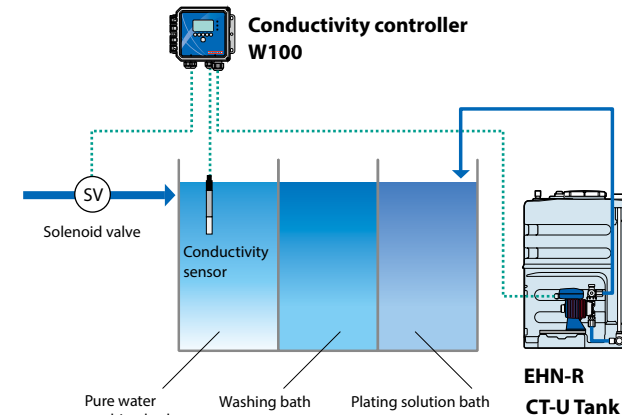 Conductivity controller
W100
SV
Solenoid valve
Conductivity
sensor
Pure water
Washing bath
Plating solution bath
EHN-R
CT-U Tank